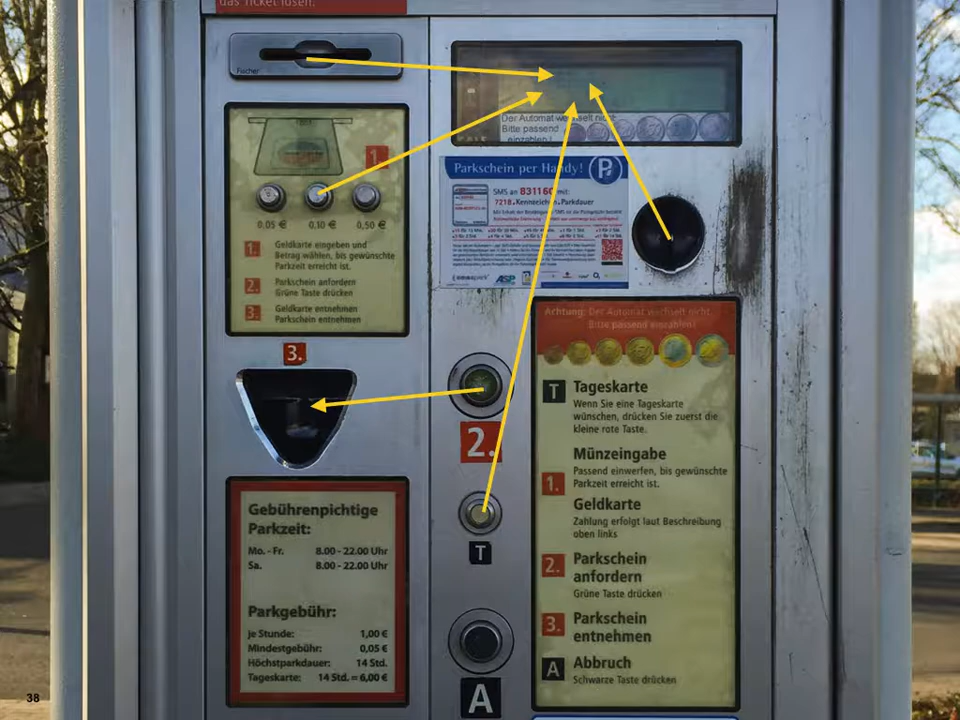 das Ticket lösen.
Fischer
Der Automat wechselt nicht
Bitte passend
einzahlen!
1.
0.05 € 0,10 € 0,50 €
1. Geldkarte eingeben und
Betrag wählen, bis gewünschte
Parkzeit erreicht ist.
2. Parkschein anfordern
Grüne Taste drücken
3. Geldkarte entnehmen
Parkschein entnehmen
Parkschein per Handy! P
SMS an 831160 mit:
7218.Kennzeichen.Parkdauer
3.
2.
T
A
Gebührenpichtige
Parkzeit:
Mo. - Fr. 8.00 - 22.00 Uhr
Sa. 8.00 - 22.00 Uhr
Parkgebühr:
je Stunde: 1,00 €
Mindestgebühr: 0,05 €
Höchstparkdauer: 14 Std.
Tageskarte: 14 Std. = 6,00 €
Achtung: Der Automat wechselt nicht.
Bitte passend einzahlen!
T Tageskarte
Wenn Sie eine Tageskarte
wünschen, drücken Sie zuerst die
kleine rote Taste.
Münzeingabe
1. Passend einwerfen, bis gewünschte
Parkzeit erreicht ist.
Geldkarte
Zahlung erfolgt laut Beschreibung
oben links
2. Parkschein
anfordern
Grüne Taste drücken
3. Parkschein
entnehmen
A Abbruch
Schwarze Taste drücken
38